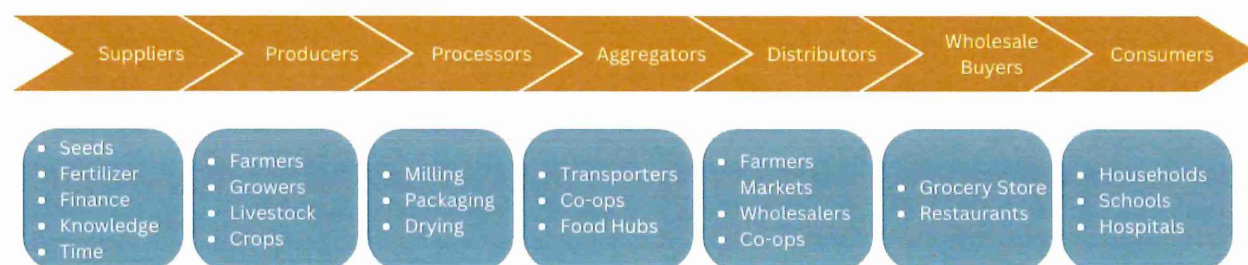 Suppliers
Producers
Processors
Aggregators
Distributors
Wholesale
Buyers
Consumers
• Seeds
• Fertilizer
• Finance
• Knowledge
• Time
• Farmers
• Growers
• Livestock
• Crops
• Milling
• Packaging
• Drying
• Transporters
• Co-ops
• Food Hubs
• Farmers
Markets
• Wholesalers
• Co-ops
• Grocery Store
• Restaurants
• Households
• Schools
• Hospitals